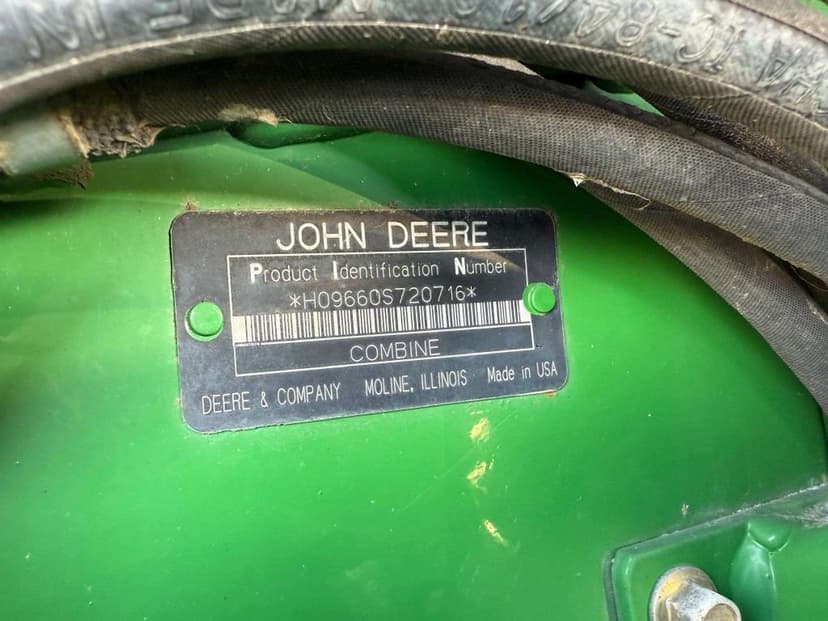 JOHN DEERE
Product Identification Number
*H09660S720716*
COMBINE
DEERE & COMPANY MOLINE, ILLINOIS Made in USA